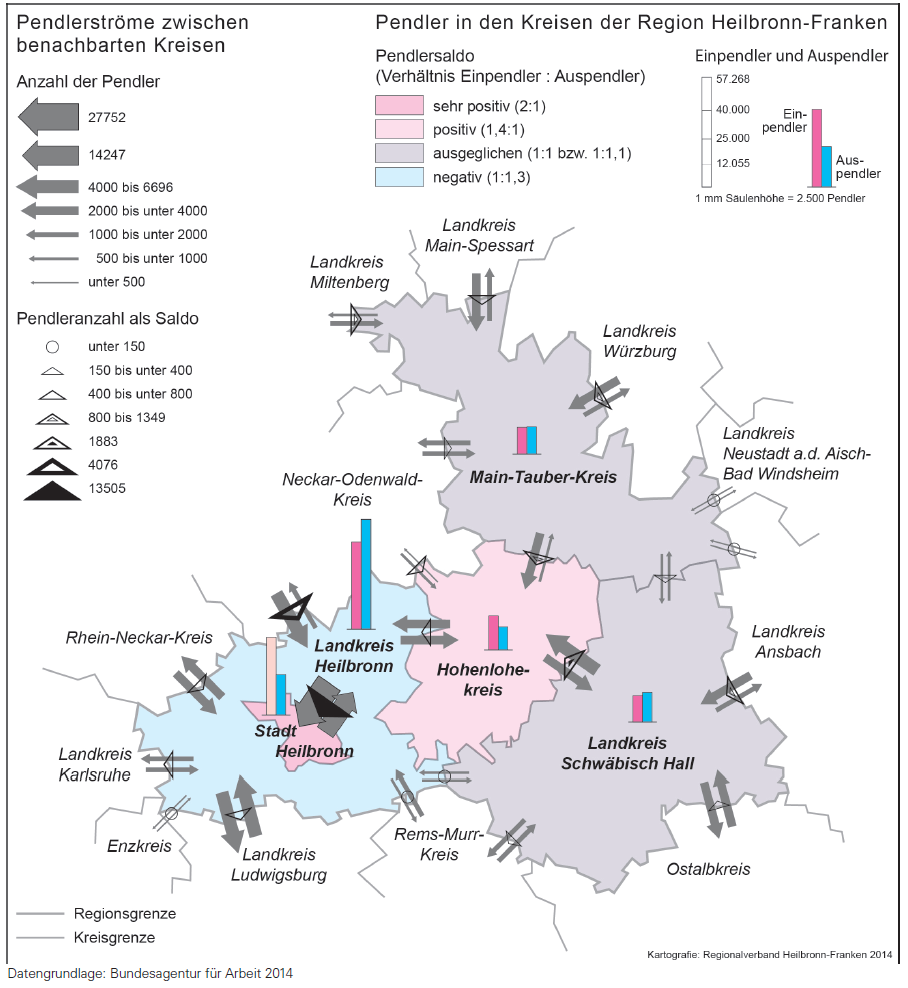 Pendlerströme zwischen
benachbarten Kreisen
Anzahl der Pendler
27752
14247
4000 bis 6696
2000 bis unter 4000
1000 bis unter 2000
500 bis unter 1000
unter 500
Pendleranzahl als Saldo
unter 150
150 bis unter 400
400 bis unter 800
800 bis 1349
1883
4076
13505
Pendler in den Kreisen der Region Heilbronn-Franken
Pendlersaldo
(Verhältnis Einpendler : Auspendler)
sehr positiv (2:1)
positiv (1,4:1)
ausgeglichen (1:1 bzw. 1:1,1)
negativ (1:1,3)
Einpendler und Auspendler
57.268
40.000
25.000
12.055
Ein-
pendler
Aus-
pendler
1 mm Säulenhöhe = 2.500 Pendler
Landkreis
Main-Spessart
Landkreis
Miltenberg
Landkreis
Würzburg
Landkreis
Neustadt a.d. Aisch-
Bad Windsheim
Main-Tauber-Kreis
Neckar-Odenwald-
Kreis
Rhein-Neckar-Kreis
Landkreis
Heilbronn
Hohenlohe-
kreis
Landkreis
Ansbach
Stadt
Heilbronn
Landkreis
Schwäbisch Hall
Landkreis
Karlsruhe
Enzkreis
Landkreis
Ludwigsburg
Rems-Murr-
Kreis
Ostalbkreis
Regionsgrenze
Kreisgrenze
Kartografie: Regionalverband Heilbronn-Franken 2014
Datengrundlage: Bundesagentur für Arbeit 2014